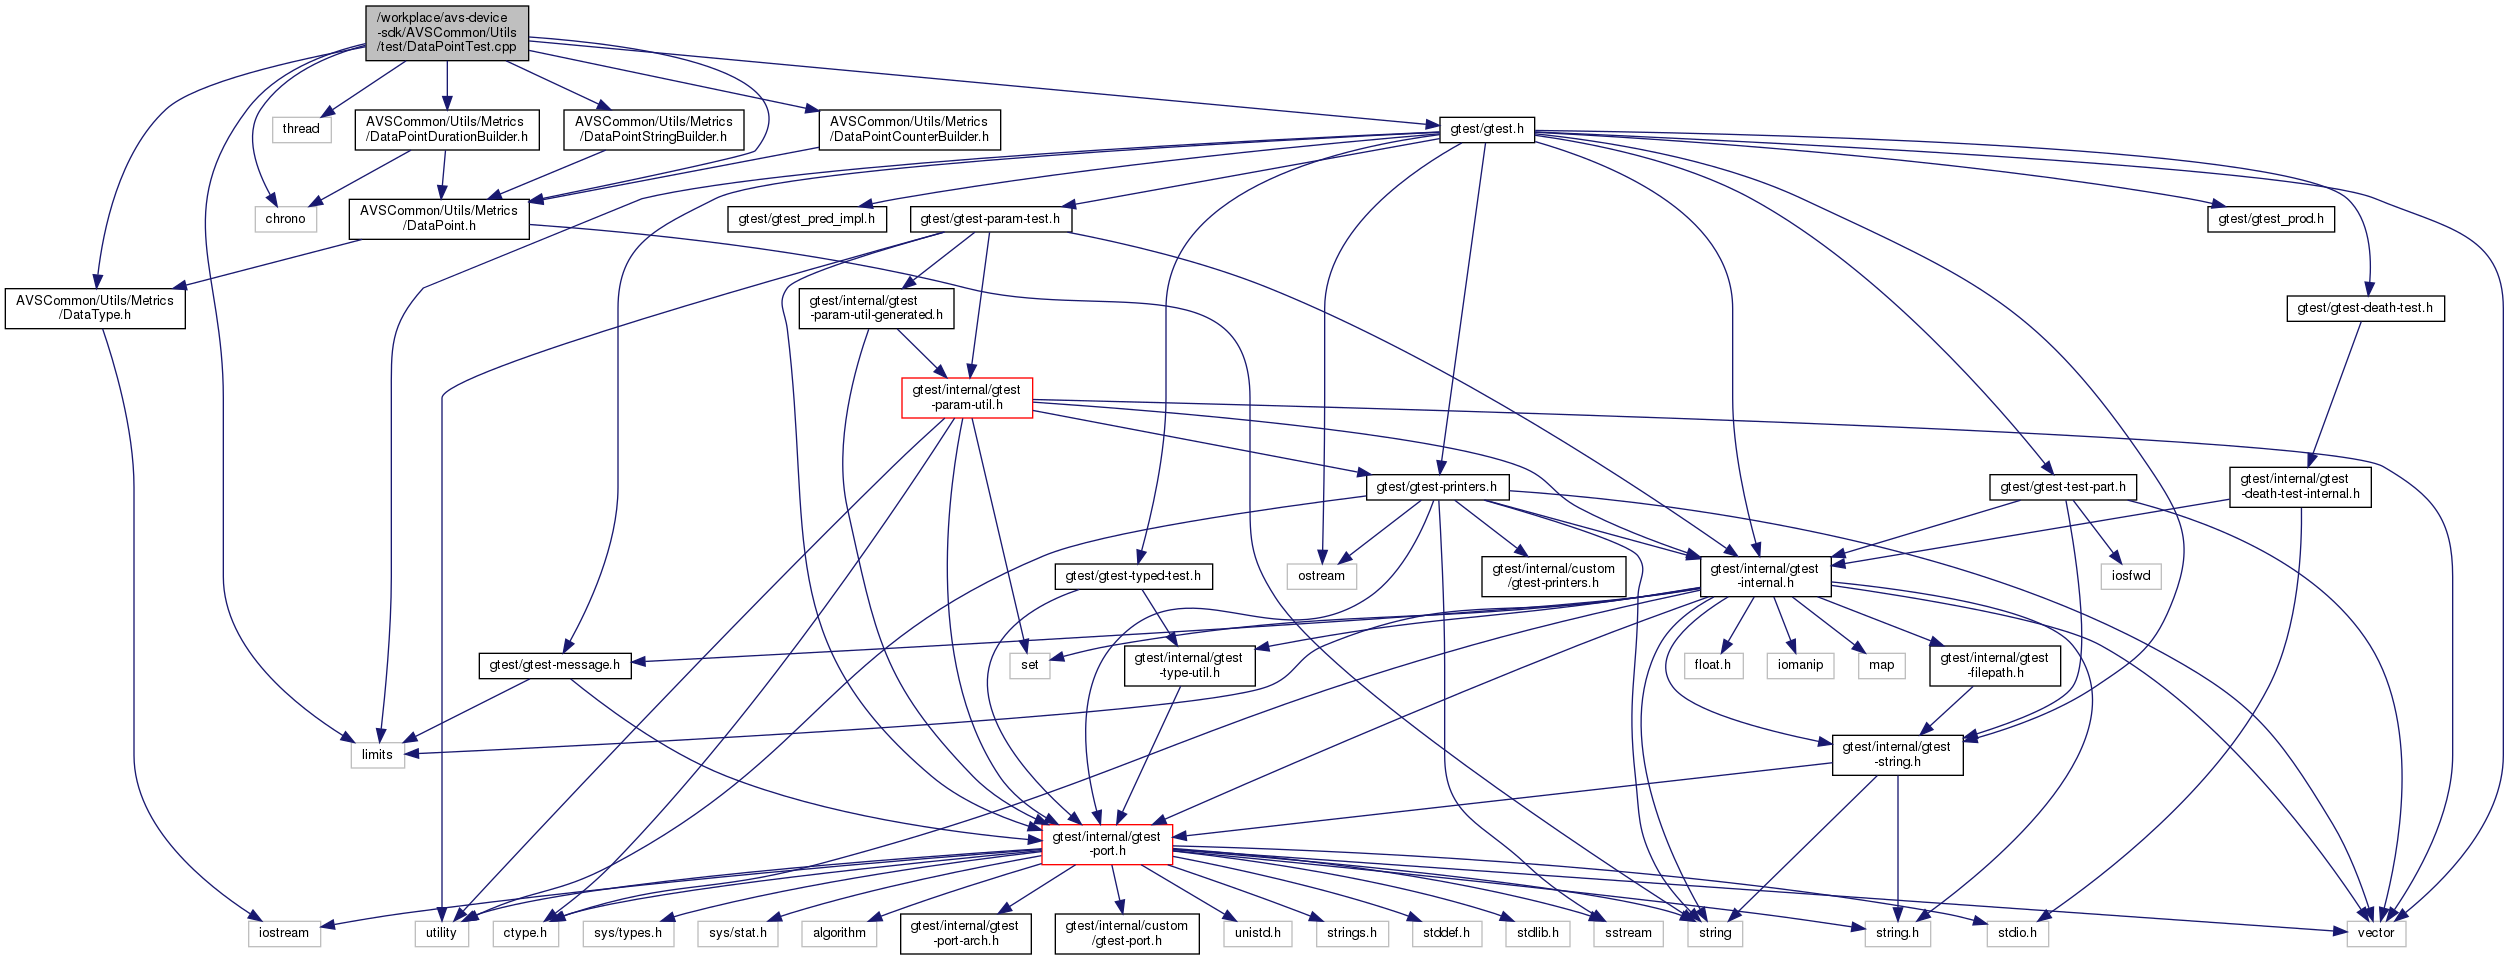 /workplace/avs-device
-sdk/AVSCommon/Utils
/test/DataPointTest.cpp
thread
AVSCommon/Utils/Metrics
/DataPointDurationBuilder.h
AVSCommon/Utils/Metrics
/DataPointStringBuilder.h
AVSCommon/Utils/Metrics
/DataPointCounterBuilder.h
gtest/gtest.h
chrono
AVSCommon/Utils/Metrics
/DataPoint.h
gtest/gtest_pred_impl.h
gtest/gtest-param-test.h
gtest/gtest_prod.h
AVSCommon/Utils/Metrics
/DataType.h
gtest/internal/gtest
-param-util-generated.h
gtest/gtest-death-test.h
gtest/internal/gtest
-param-util.h
gtest/gtest-printers.h
gtest/gtest-test-part.h
gtest/internal/gtest
-death-test-internal.h
gtest/gtest-typed-test.h
ostream
gtest/internal/custom
/gtest-printers.h
gtest/internal/gtest
-internal.h
iosfwd
gtest/gtest-message.h
set
gtest/internal/gtest
-type-util.h
float.h
iomanip
map
gtest/internal/gtest
-filepath.h
limits
gtest/internal/gtest
-string.h
gtest/internal/gtest
-port.h
iostream
utility
ctype.h
sys/types.h
sys/stat.h
algorithm
gtest/internal/gtest
-port-arch.h
gtest/internal/custom
/gtest-port.h
unistd.h
strings.h
stddef.h
stdlib.h
sstream
string
string.h
stdio.h
vector